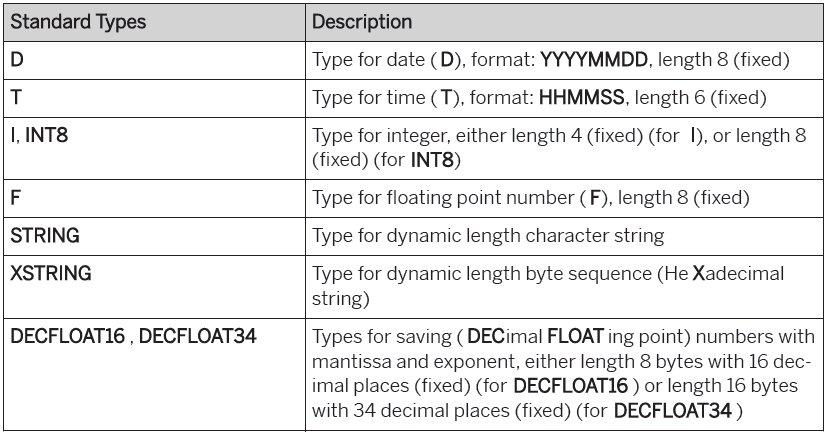 Standard Types Description
D Type for date ( D), format: YYYYMMDD, length 8 (fixed)
T Type for time ( T), format: HHMMSS, length 6 (fixed)
I, INT8 Type for integer, either length 4 (fixed) (for I), or length 8
(fixed) (for INT8)
F Type for floating point number ( F), length 8 (fixed)
STRING Type for dynamic length character string
XSTRING Type for dynamic length byte sequence (He Xadecimal
string)
DECFLOAT16 , DECFLOAT34 Types for saving ( DECimal FLOAT ing point) numbers with
mantissa and exponent, either length 8 bytes with 16 dec-
imal places (fixed) (for DECFLOAT16 ) or length 16 bytes
with 34 decimal places (fixed) (for DECFLOAT34 )